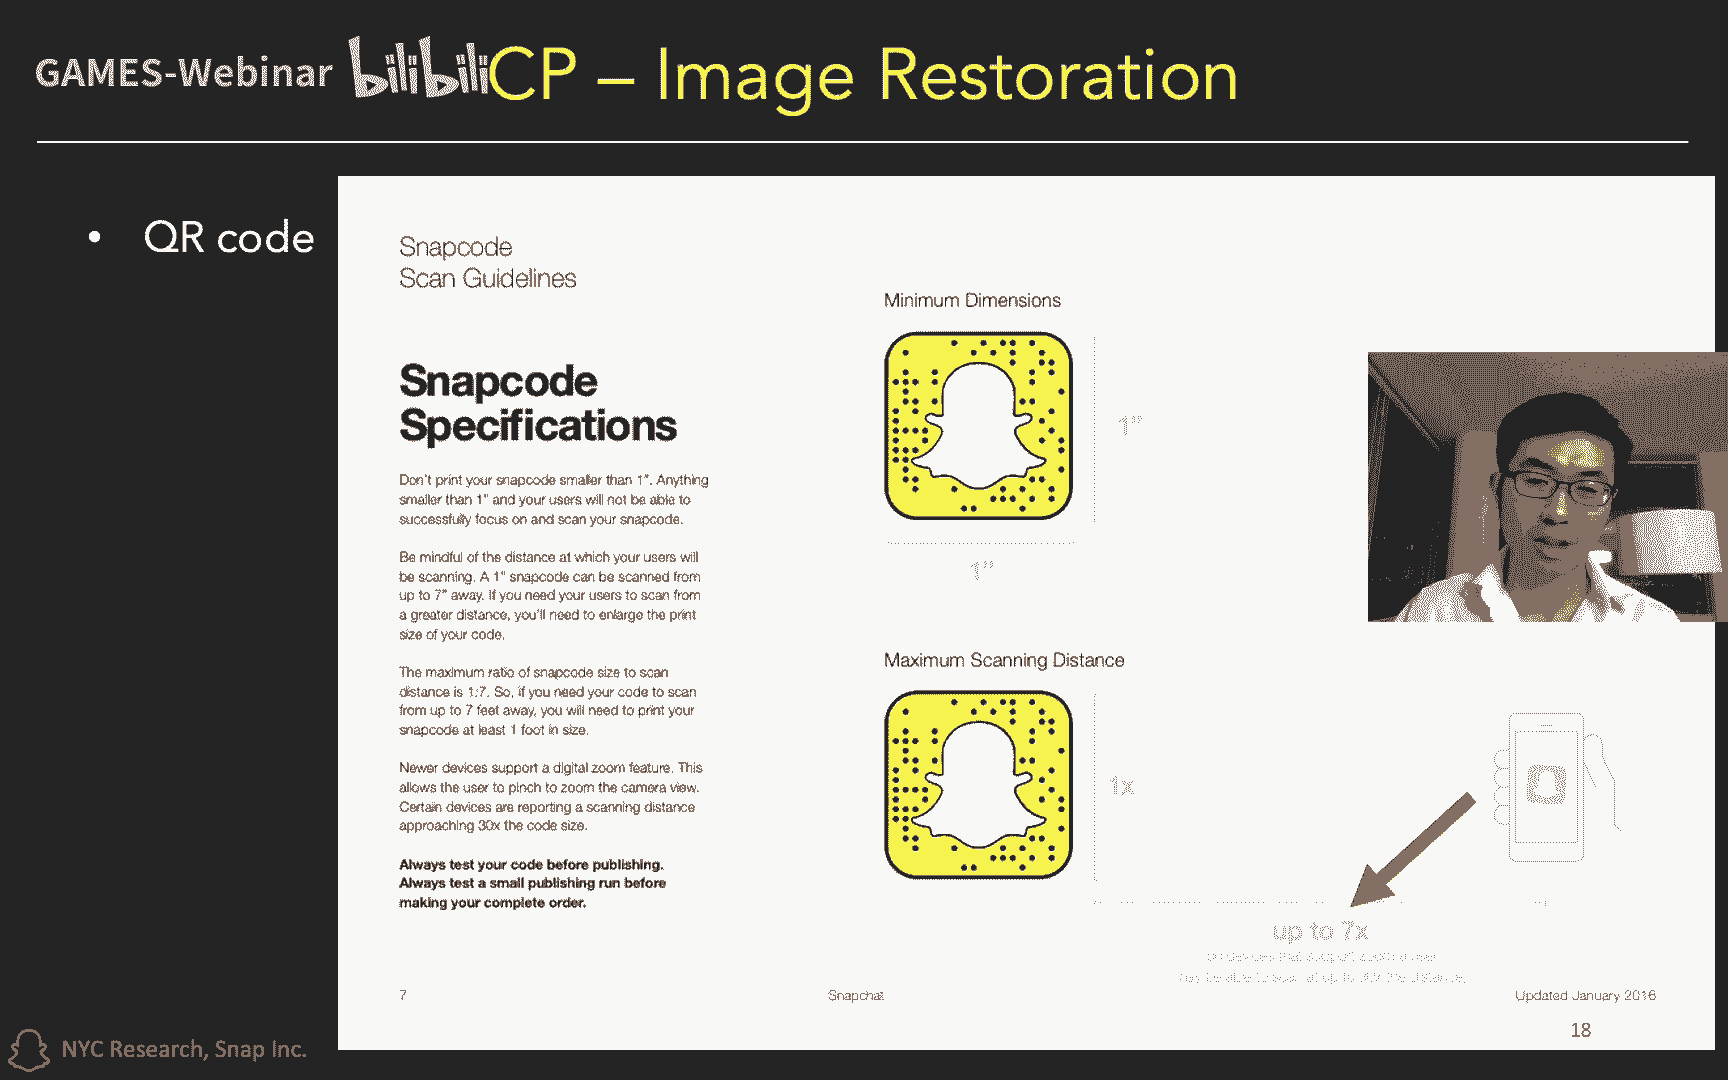 GAMES-Webinar bilibili CP – Image Restoration
• QR code
Snapcode
Scan Guidelines
Snapcode
Specifications
Don't print your snapcode smaller than 1". Anything
smaller than 1" and your users will not be able to
successfully focus on and scan your snapcode.
Be mindful of the distance at which your users will
be scanning. A 1" snapcode can be scanned from
up to 7" away. If you need your users to scan from
a greater distance, you'll need to enlarge the print
size of your code.
The maximum ratio of snapcode size to scan
distance is 1:7. So, if you need your code to scan
from up to 7 feet away, you will need to print your
snapcode at least 1 foot in size.
Newer devices support a digital zoom feature. This
allows the user to pinch to zoom the camera view.
Certain devices are reporting a scanning distance
approaching 30x the code size.
Always test your code before publishing.
Always test a small publishing run before
making your complete order.
Minimum Dimensions
1"
1"
Maximum Scanning Distance
1x
up to 7x
7
Snapchat
Updated January 2016
18
NYC Research, Snap Inc.